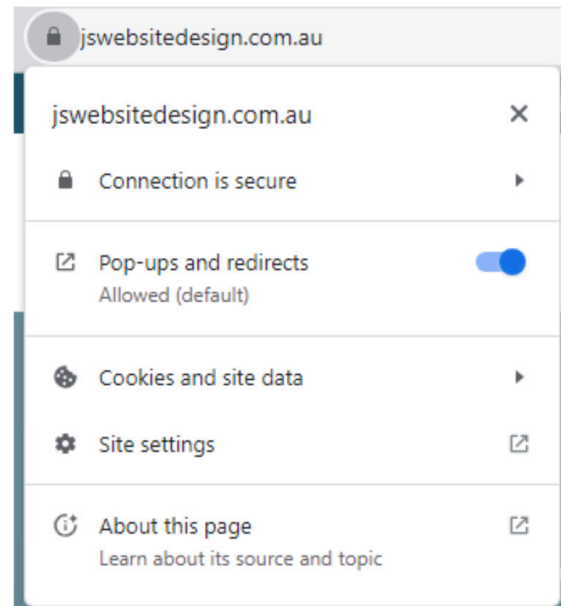 jswebsitedesign.com.au
jswebsitedesign.com.au
Connection is secure
Pop-ups and redirects
Allowed (default)
Cookies and site data
Site settings
About this page
Learn about its source and topic